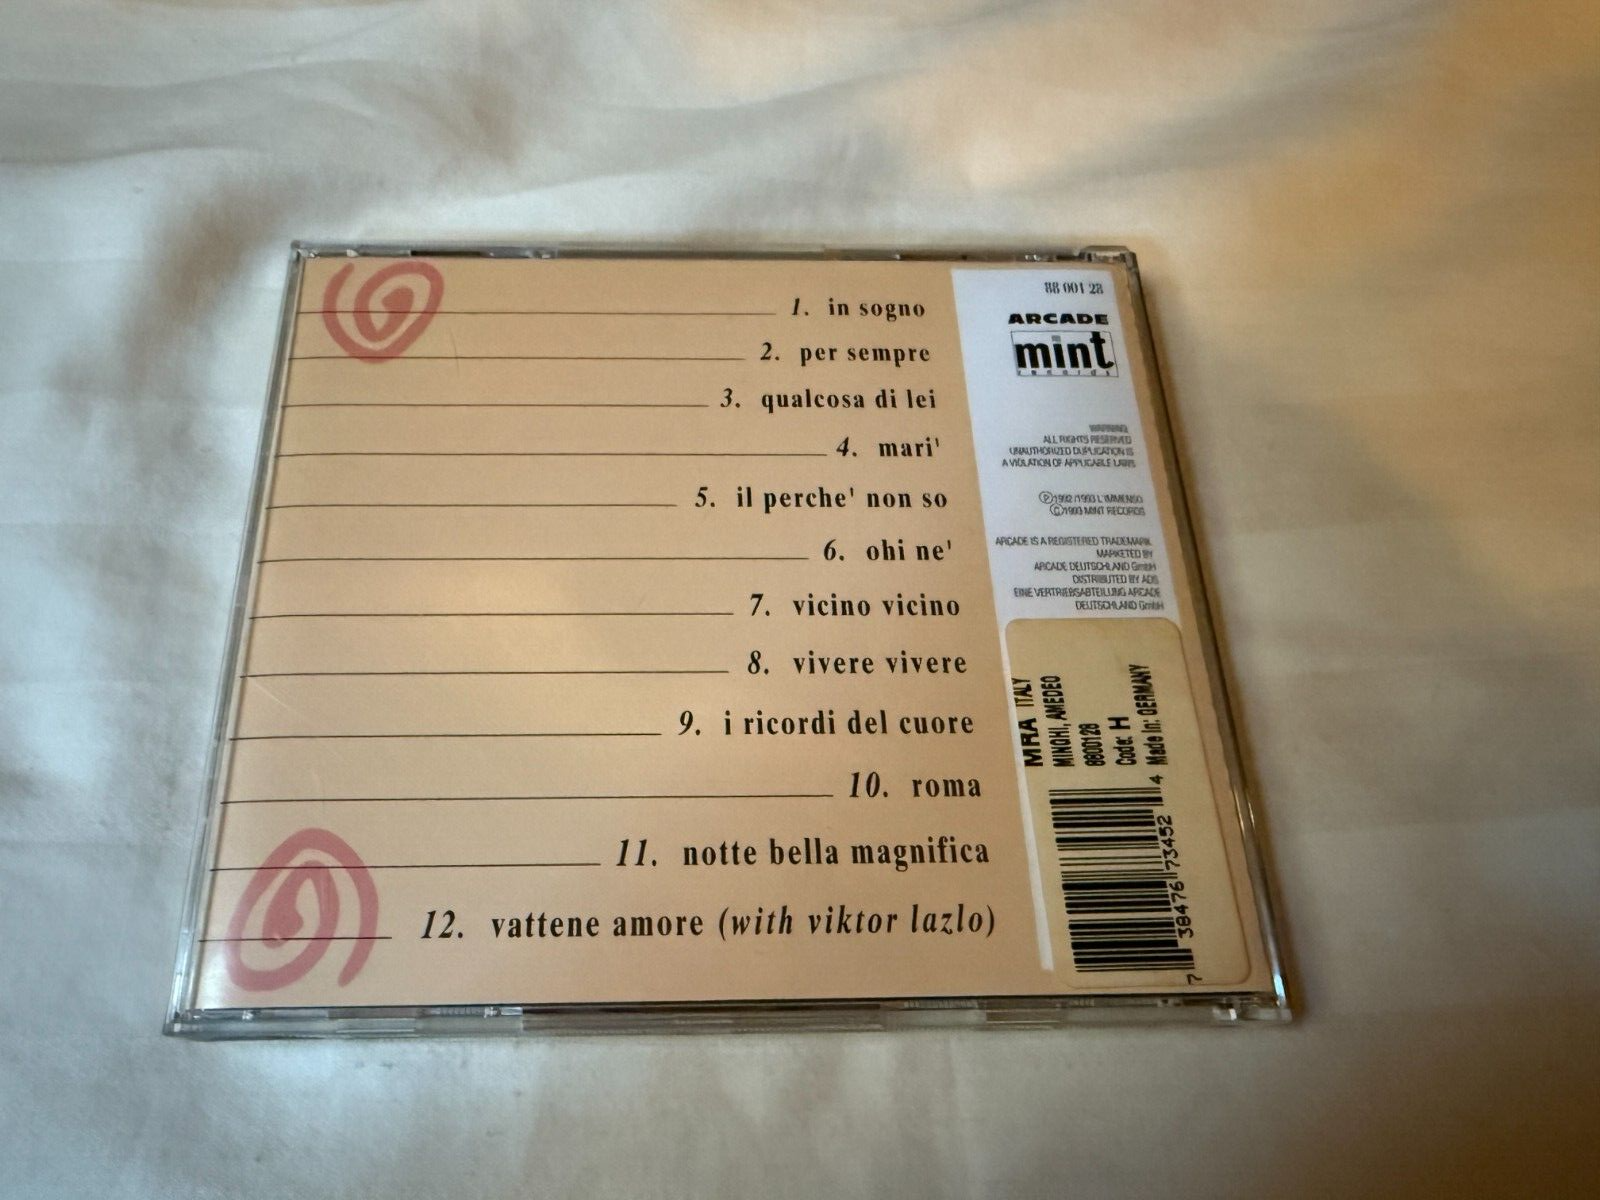 1. in sogno
2. per sempre
3. qualcosa di lei
4. mari'
5. il perche' non so
6. ohi ne'
7. vicino vicino
8. vivere vivere
9. i ricordi del cuore
10. roma
11. notte bella magnifica
12. vattene amore (with viktor lazlo)
88 001 28
ARCADE
mint
records
WARNING:
ALL RIGHTS RESERVED
UNAUTHORIZED DUPLICATION IS
A VIOLATION OF APPLICABLE LAWS
Ⓟ1992/1993 L'IMMENSO
Ⓒ1993 MINT RECORDS
ARCADE IS A REGISTERED TRADEMARK.
MARKETED BY
ARCADE DEUTSCHLAND GmbH
DISTRIBUTED BY ADS
EINE VERTRIEBSABTEILUNG ARCADE
DEUTSCHLAND GmbH
MRA ITALY
MINGHI, AMEDEO
8800128
Code: H
Made In: GERMANY
7 38476 73452 4